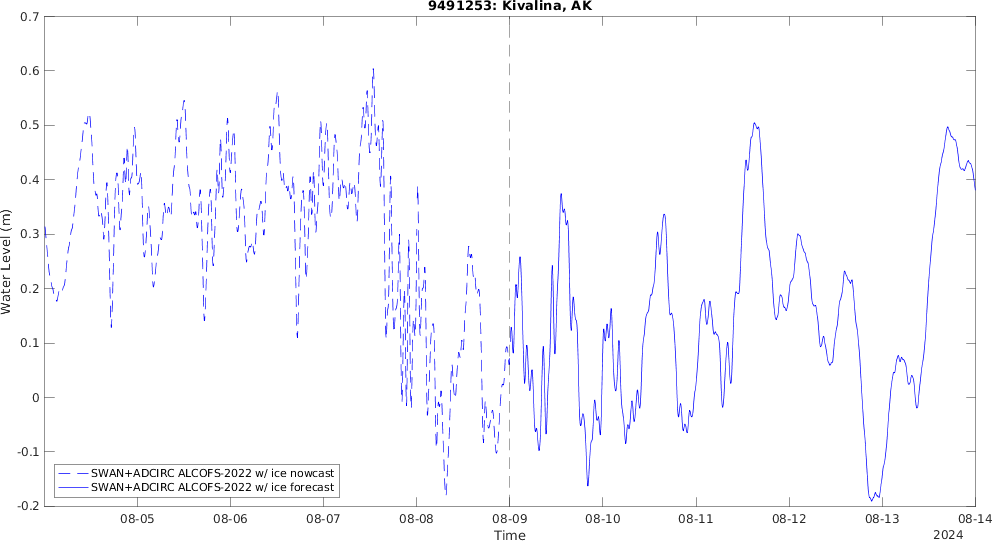 9491253: Kivalina, AK
0.7
0.6
0.5
0.4
0.3
0.2
0.1
0
-0.1
-0.2
Water Level (m)
SWAN+ADCIRC ALCOFS-2022 w/ ice nowcast
SWAN+ADCIRC ALCOFS-2022 w/ ice forecast
08-05 08-06 08-07 08-08 08-09 08-10 08-11 08-12 08-13 08-14
Time
2024